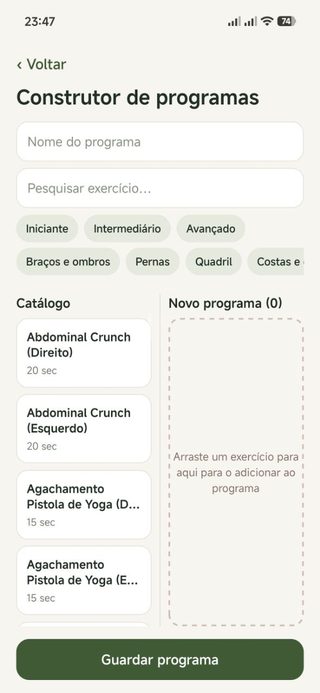 23:47
74
‹ Voltar
Construtor de programas
Nome do programa
Pesquisar exercício...
Iniciante
Intermediário
Avançado
Braços e ombros
Pernas
Quadril
Costas e
Catálogo
Abdominal Crunch
(Direito)
20 sec
Abdominal Crunch
(Esquerdo)
20 sec
Agachamento
Pistola de Yoga (D...
15 sec
Agachamento
Pistola de Yoga (E...
15 sec
Novo programa (0)
Arraste um exercício para
aqui para o adicionar ao
programa
Guardar programa